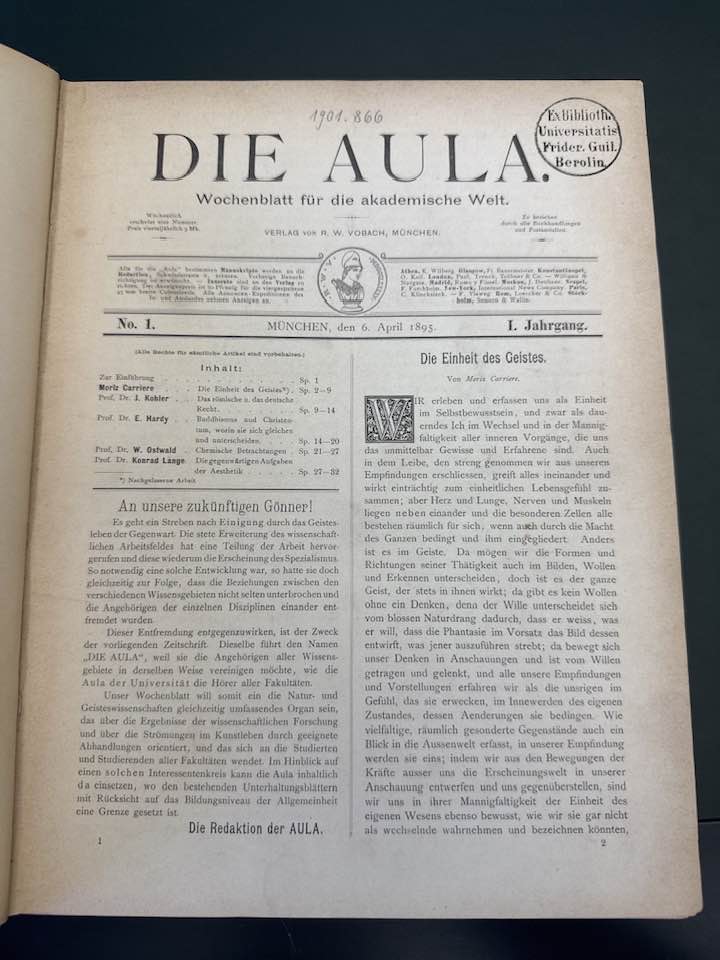 1901.866
Ex Biblioth.
Universitatis
Frider. Guil.
Berolin.
DIE AULA.
Wochenblatt für die akademische Welt.
Wöchentlich
erscheint eine Nummer
Preis vierteljährlich 3 Mk.
VERLAG von R. W. VOBACH, MÜNCHEN.
Zu beziehen
durch alle Buchhandlungen
und Postanstalten.
Alle für die „Aula“ bestimmten Manuskripte werden an die
No. 1.
MÜNCHEN, den 6. April 1895.
I. Jahrgang.
(Alle Rechte für sämtliche Artikel sind vorbehalten.)
Inhalt:
Zur Einführung . . . Sp. 1
Moriz Carriere . . . Die Einheit des Geistes*) . Sp. 2—9
Prof. Dr. J. Kohler . . Das römische u. das deutsche
Recht . . . Sp. 9—14
Prof. Dr. E. Hardy . . Buddhismus und Christen-
tum, worin sie sich gleichen
und unterscheiden . . . Sp. 14—20
Prof. Dr. W. Ostwald . Chemische Betrachtungen . Sp. 21—27
Prof. Dr. Konrad Lange. Die gegenwärtigen Aufgaben
der Aesthetik . . . Sp. 27—32
*) Nachgelassene Arbeit
An unsere zukünftigen Gönner!
Es geht ein Streben nach Einigung durch das Geistes-
leben der Gegenwart. Die stete Erweiterung des wissenschaft-
lichen Arbeitsfeldes hat eine Teilung der Arbeit hervor-
gerufen und diese wiederum die Erscheinung des Spezialismus.
So notwendig eine solche Entwicklung war, so hatte sie doch
gleichzeitig zur Folge, dass die Beziehungen zwischen den
verschiedenen Wissensgebieten nicht selten unterbrochen und
die Angehörigen der einzelnen Disciplinen einander ent-
fremdet wurden.
Dieser Entfremdung entgegenzuwirken, ist der Zweck
der vorliegenden Zeitschrift. Dieselbe führt den Namen
„DIE AULA“, weil sie die Angehörigen aller Wissens-
gebiete in derselben Weise vereinigen möchte, wie die
Aula der Universität die Hörer aller Fakultäten.
Unser Wochenblatt will somit ein die Natur- und
Geisteswissenschaften gleichzeitig umfassendes Organ sein,
das über die Ergebnisse der wissenschaftlichen Forschung
und über die Strömungen im Kunstleben durch geeignete
Abhandlungen orientiert, und das sich an die Studierten
und Studierenden aller Fakultäten wendet. Im Hinblick auf
einen solchen Interessentenkreis kann die Aula inhaltlich
da einsetzen, wo den bestehenden Unterhaltungsblättern
mit Rücksicht auf das Bildungsniveau der Allgemeinheit
eine Grenze gesetzt ist.
Die Redaktion der AULA.
1
Die Einheit des Geistes.
Von Moriz Carriere.
WIR erleben und erfassen uns als Einheit
im Selbstbewusstsein, und zwar als dau-
erndes Ich im Wechsel und in der Mannig-
faltigkeit aller inneren Vorgänge, die uns
das unmittelbar Gewisse und Erfahrene sind. Auch
in dem Leibe, den streng genommen wir aus unseren
Empfindungen erschliessen, greift alles ineinander und
wirkt einträchtig zum einheitlichen Lebensgefühl zu-
sammen; aber Herz und Lunge, Nerven und Muskeln
liegen neben einander und die besonderen Zellen alle
bestehen räumlich für sich, wenn auch durch die Macht
des Ganzen bedingt und ihm eingegliedert. Anders
ist es im Geiste. Da mögen wir die Formen und
Richtungen seiner Thätigkeit auch im Bilden, Wollen
und Erkennen unterscheiden, doch ist es der ganze
Geist, der stets in ihnen wirkt; da gibt es kein Wollen
ohne ein Denken, denn der Wille unterscheidet sich
vom blossen Naturdrang dadurch, dass er weiss, was
er will, dass die Phantasie im Vorsatz das Bild dessen
entwirft, was jener auszuführen strebt; da bewegt sich
unser Denken in Anschauungen und ist vom Willen
getragen und gelenkt, und alle unsere Empfindungen
und Vorstellungen erfahren wir als die unsrigen im
Gefühl, das sie erwecken, im Innewerden des eigenen
Zustandes, dessen Aenderungen sie bedingen. Wie
vielfältige, räumlich gesonderte Gegenstände auch ein
Blick in die Aussenwelt erfasst, in unserer Empfindung
werden sie eins; indem wir aus den Bewegungen der
Kräfte ausser uns die Erscheinungswelt in unserer
Anschauung entwerfen und uns gegenüberstellen, sind
wir uns in ihrer Mannigfaltigkeit der Einheit des
eigenen Wesens ebenso bewusst, wie wir sie gar nicht
als wechselnde wahrnehmen und bezeichnen könnten,
2